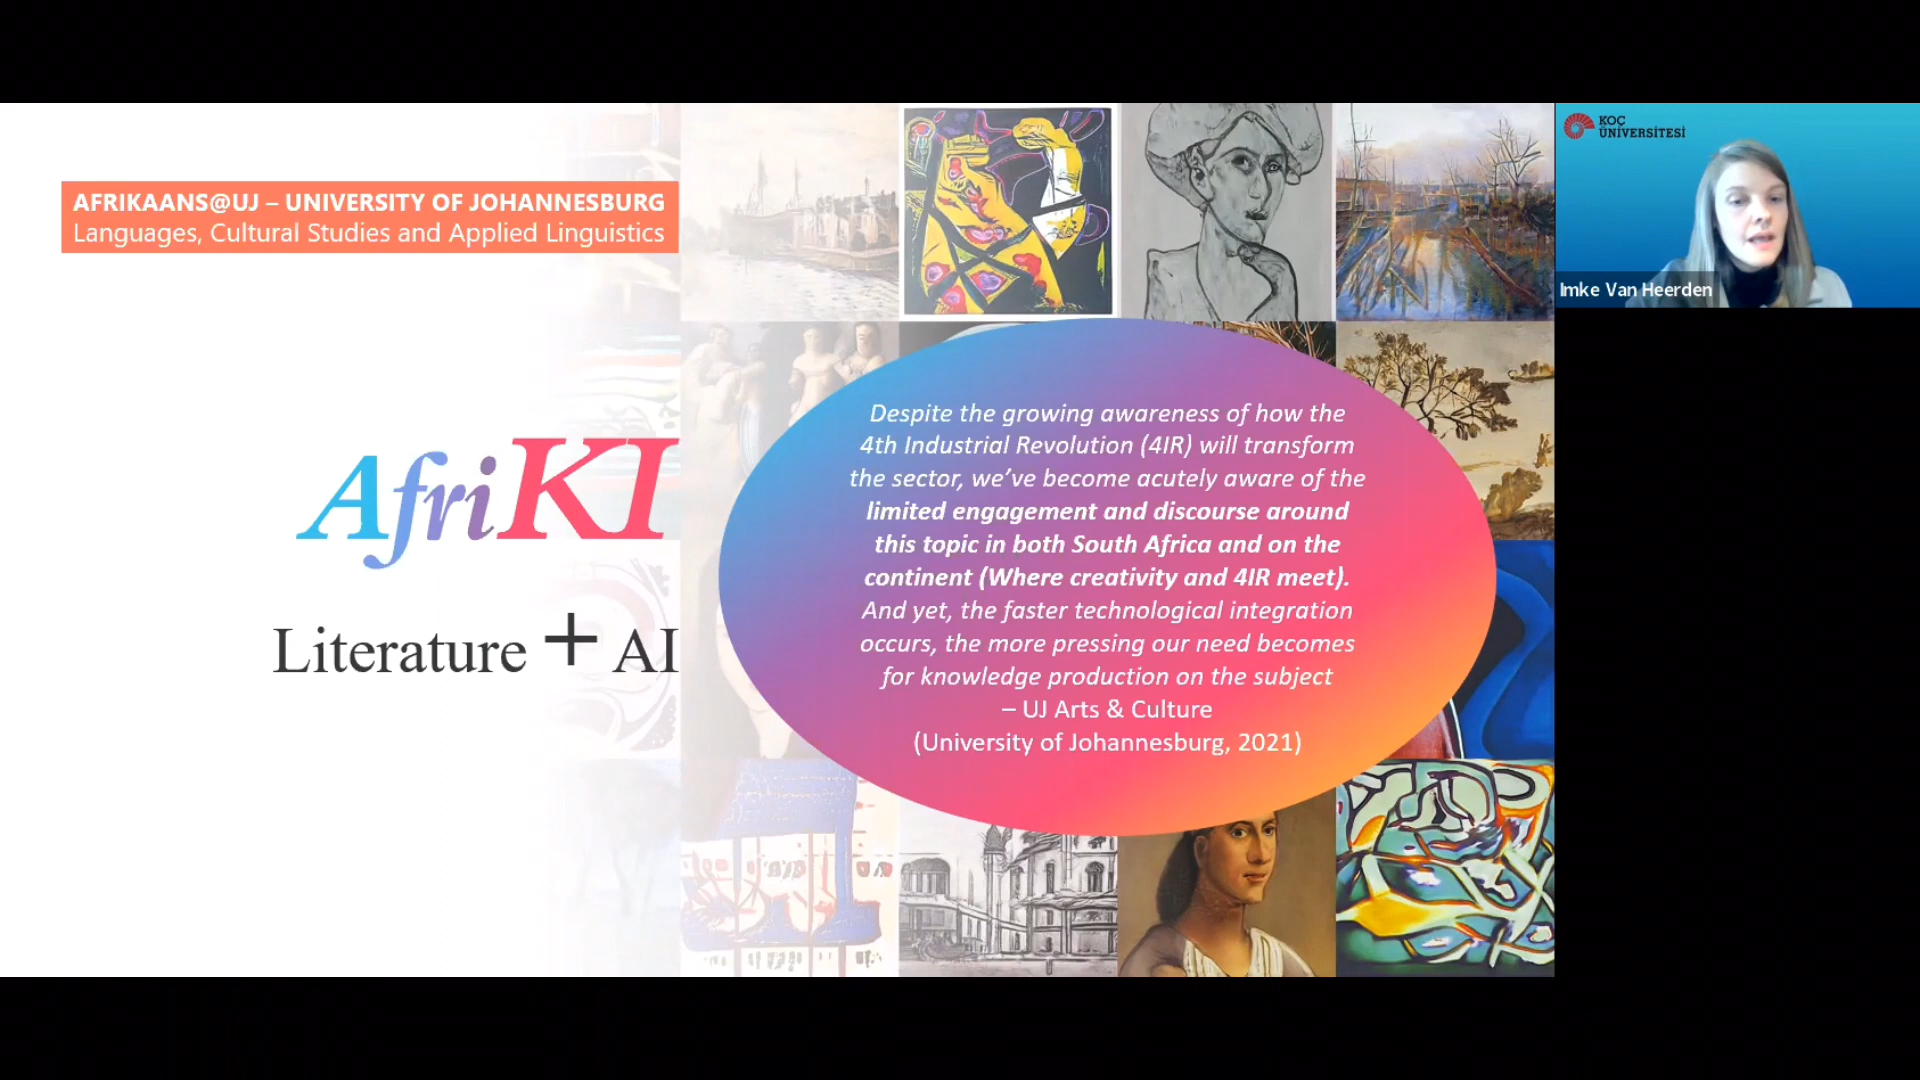 AFRIKAANS@UJ – UNIVERSITY OF JOHANNESBURG
Languages, Cultural Studies and Applied Linguistics
AfriKI
Literature + AI
Despite the growing awareness of how the
4th Industrial Revolution (4IR) will transform
the sector, we’ve become acutely aware of the
limited engagement and discourse around
this topic in both South Africa and on the
continent (Where creativity and 4IR meet).
And yet, the faster technological integration
occurs, the more pressing our need becomes
for knowledge production on the subject
– UJ Arts & Culture
(University of Johannesburg, 2021)
KOÇ
ÜNİVERSİTESİ
Imke Van Heerden